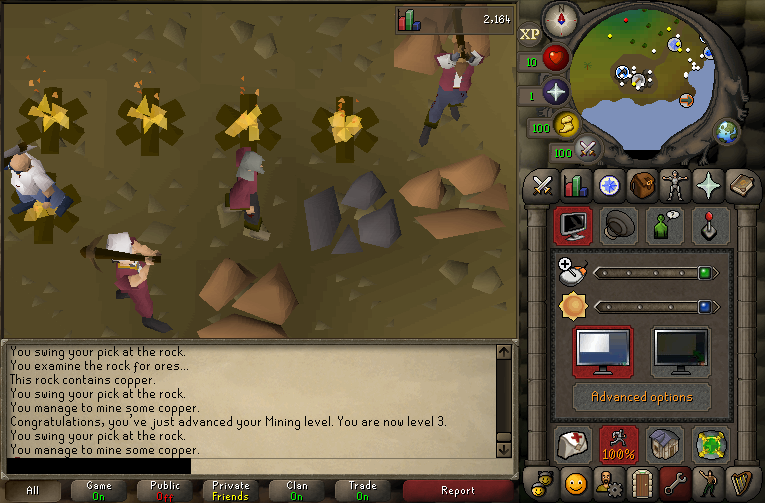 2,164
XP
10
1
100
100
You swing your pick at the rock.
You examine the rock for ores...
This rock contains copper.
You swing your pick at the rock.
You manage to mine some copper.
Congratulations, you've just advanced your Mining level. You are now level 3.
You swing your pick at the rock.
You manage to mine some copper.
Advanced options
100%
All
Game
On
Public
Off
Private
Friends
Clan
On
Trade
On
Report